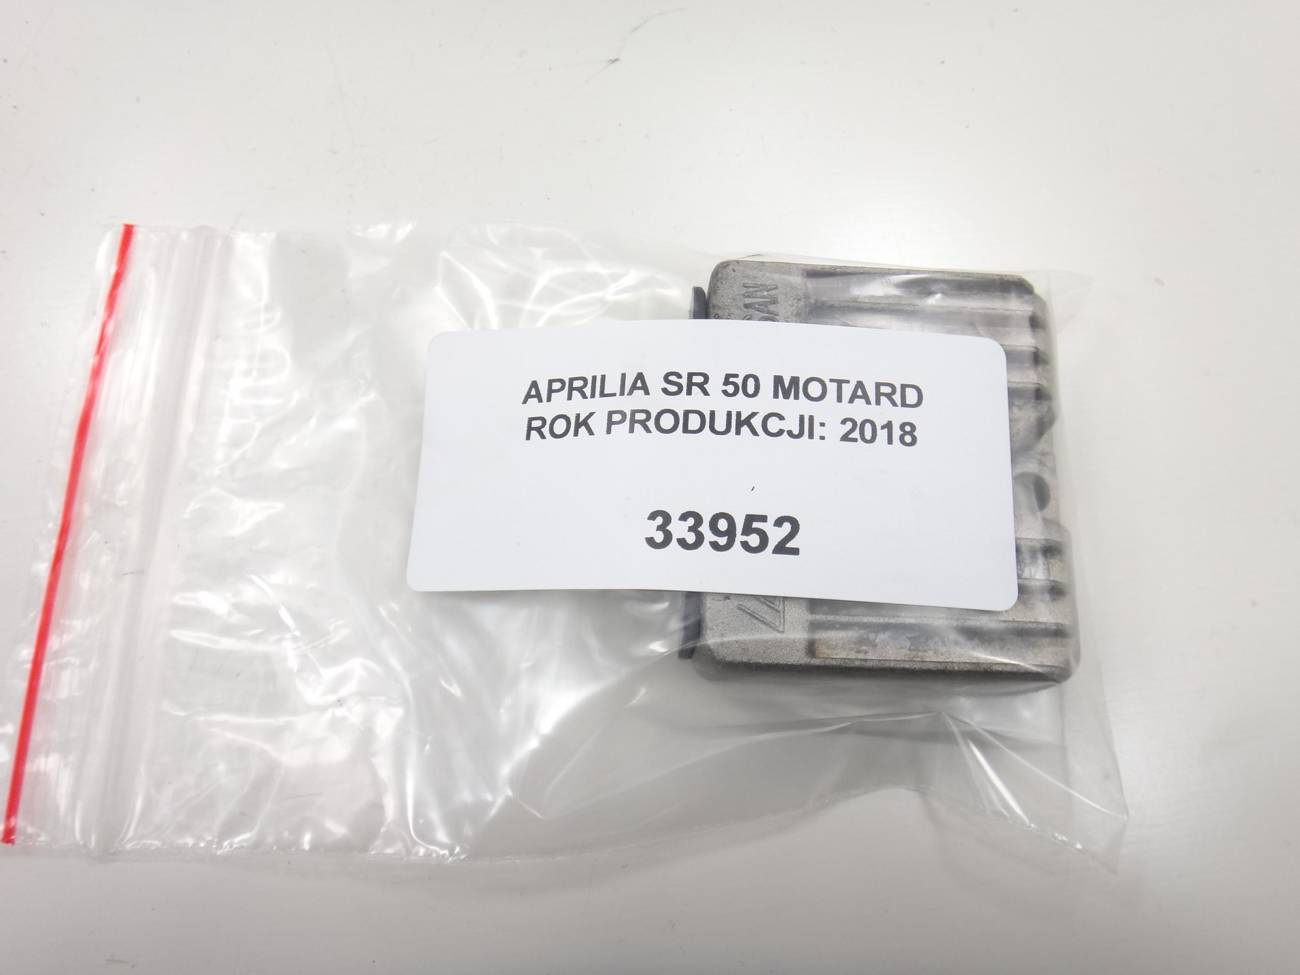 APRILIA SR 50 MOTARD
ROK PRODUKCJI: 2018
33952